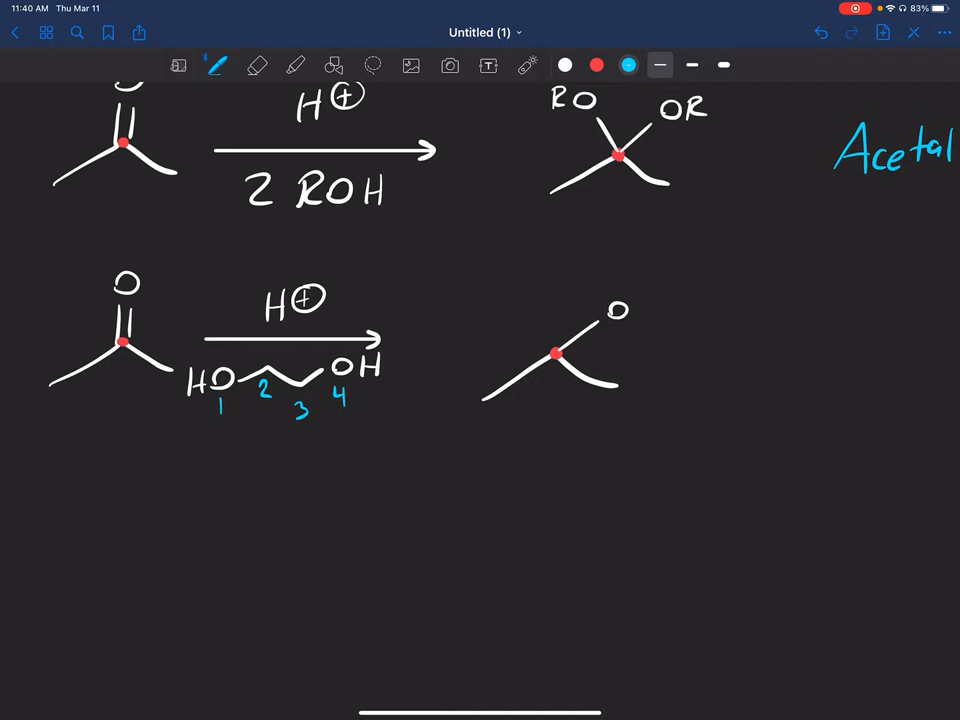 11:40 AM Thu Mar 11
83%
Untitled (1)
H+
RO
OR
Acetal
2 ROH
O
H+
HO
OH
1
2
3
4
O